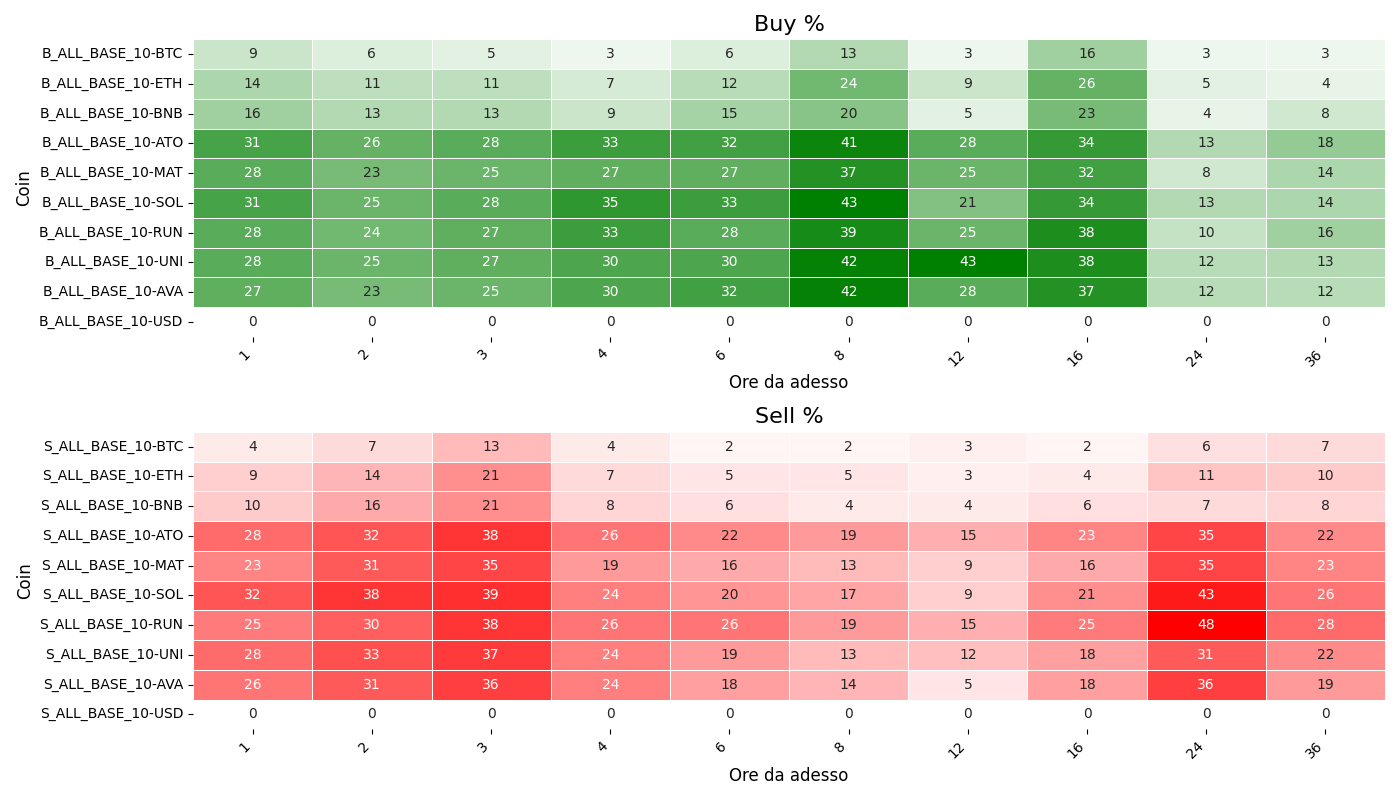 Buy %
Coin
B_ALL_BASE_10-BTC 9 6 5 3 6 13 3 16 3 3
B_ALL_BASE_10-ETH 14 11 11 7 12 24 9 26 5 4
B_ALL_BASE_10-BNB 16 13 13 9 15 20 5 23 4 8
B_ALL_BASE_10-ATO 31 26 28 33 32 41 28 34 13 18
B_ALL_BASE_10-MAT 28 23 25 27 27 37 25 32 8 14
B_ALL_BASE_10-SOL 31 25 28 35 33 43 21 34 13 14
B_ALL_BASE_10-RUN 28 24 27 33 28 39 25 38 10 16
B_ALL_BASE_10-UNI 28 25 27 30 30 42 43 38 12 13
B_ALL_BASE_10-AVA 27 23 25 30 32 42 28 37 12 12
B_ALL_BASE_10-USD 0 0 0 0 0 0 0 0 0 0
1 2 3 4 6 8 12 16 24 36
Ore da adesso
Sell %
Coin
S_ALL_BASE_10-BTC 4 7 13 4 2 2 3 2 6 7
S_ALL_BASE_10-ETH 9 14 21 7 5 5 3 4 11 10
S_ALL_BASE_10-BNB 10 16 21 8 6 4 4 6 7 8
S_ALL_BASE_10-ATO 28 32 38 26 22 19 15 23 35 22
S_ALL_BASE_10-MAT 23 31 35 19 16 13 9 16 35 23
S_ALL_BASE_10-SOL 32 38 39 24 20 17 9 21 43 26
S_ALL_BASE_10-RUN 25 30 38 26 26 19 15 25 48 28
S_ALL_BASE_10-UNI 28 33 37 24 19 13 12 18 31 22
S_ALL_BASE_10-AVA 26 31 36 24 18 14 5 18 36 19
S_ALL_BASE_10-USD 0 0 0 0 0 0 0 0 0 0
1 2 3 4 6 8 12 16 24 36
Ore da adesso